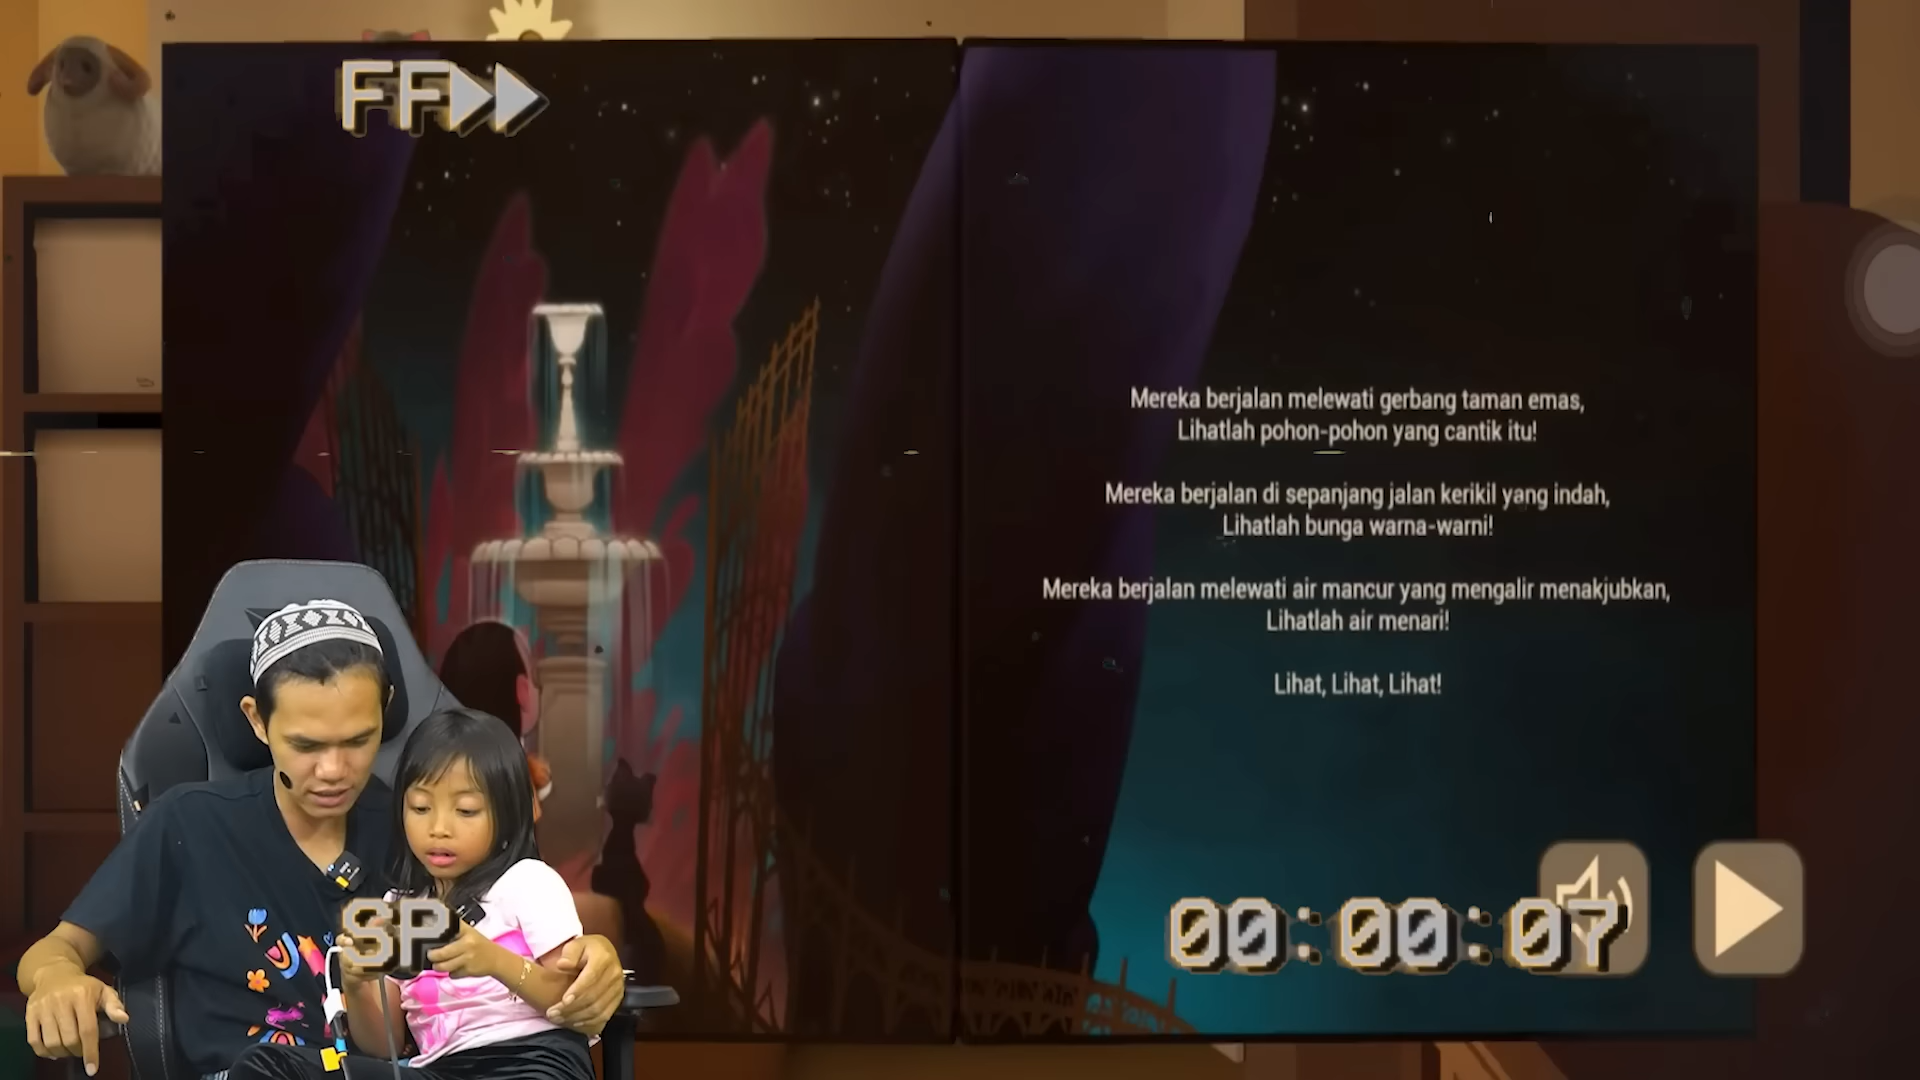 FF
Mereka berjalan melewati gerbang taman emas,
Lihatlah pohon-pohon yang cantik itu!
Mereka berjalan di sepanjang jalan kerikil yang indah,
Lihatlah bunga warna-warni!
Mereka berjalan melewati air mancur yang mengalir menakjubkan,
Lihatlah air menari!
Lihat, Lihat, Lihat!
SP
00:00:07